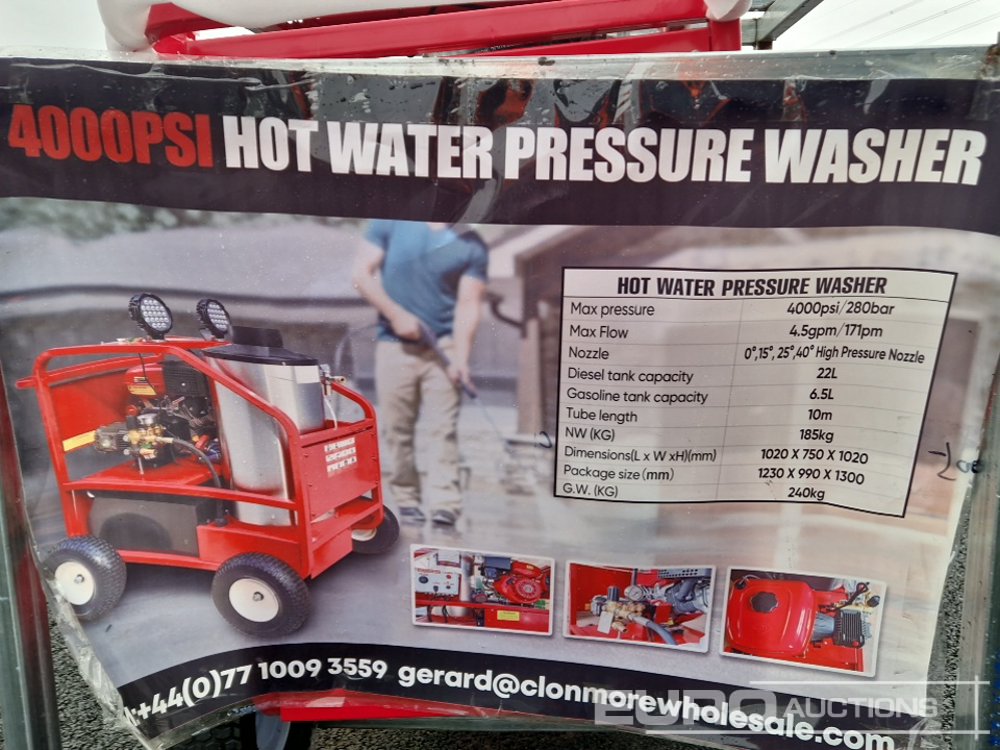 4000PSI HOT WATER PRESSURE WASHER
HOT WATER PRESSURE WASHER
Max pressure 4000psi/280bar
Max Flow 4.5gpm/171pm
Nozzle 0°,15°, 25°,40° High Pressure Nozzle
Diesel tank capacity 22L
Gasoline tank capacity 6.5L
Tube length 10m
NW (KG) 185kg
Dimensions(L x W xH)(mm) 1020 X 750 X 1020
Package size (mm) 1230 X 990 X 1300
G.W. (KG) 240kg
:+44(0)77 1009 3559 gerard@clonmorewholesale.com
EURO AUCTIONS